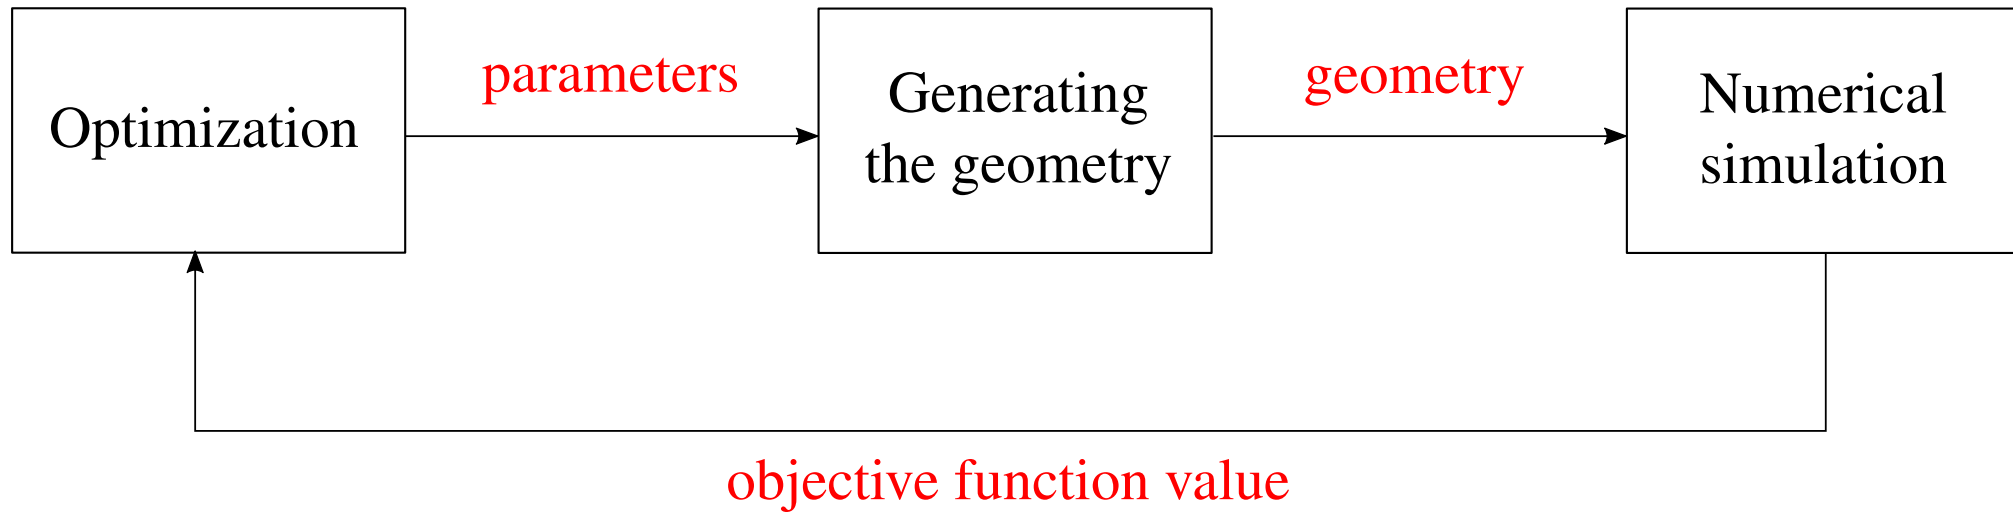 Optimization
parameters
Generating
the geometry
geometry
Numerical
simulation
objective function value